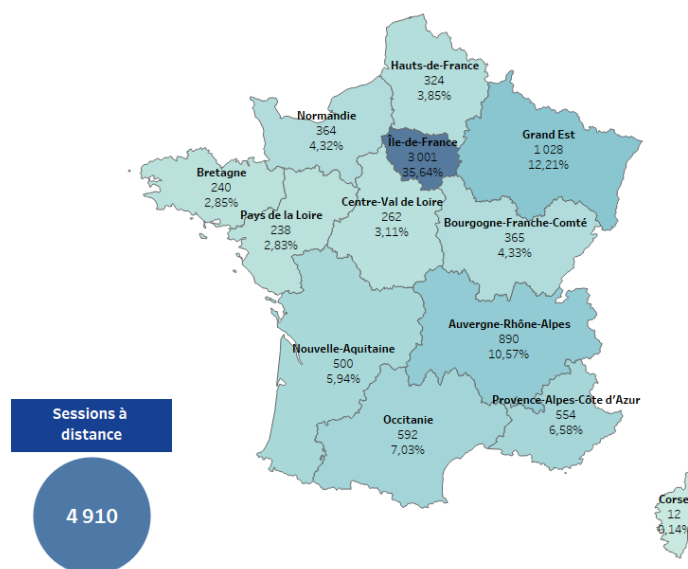 Hauts-de-France
324
3,85%
Normandie
364
4,32%
Île-de-France
3 001
35,64%
Grand Est
1 028
12,21%
Bretagne
240
2,85%
Pays de la Loire
238
2,83%
Centre-Val de Loire
262
3,11%
Bourgogne-Franche-Comté
365
4,33%
Auvergne-Rhône-Alpes
890
10,57%
Nouvelle-Aquitaine
500
5,94%
Provence-Alpes-Côte d'Azur
554
6,58%
Occitanie
592
7,03%
Sessions à
distance
4 910
Corse
12
0,14%